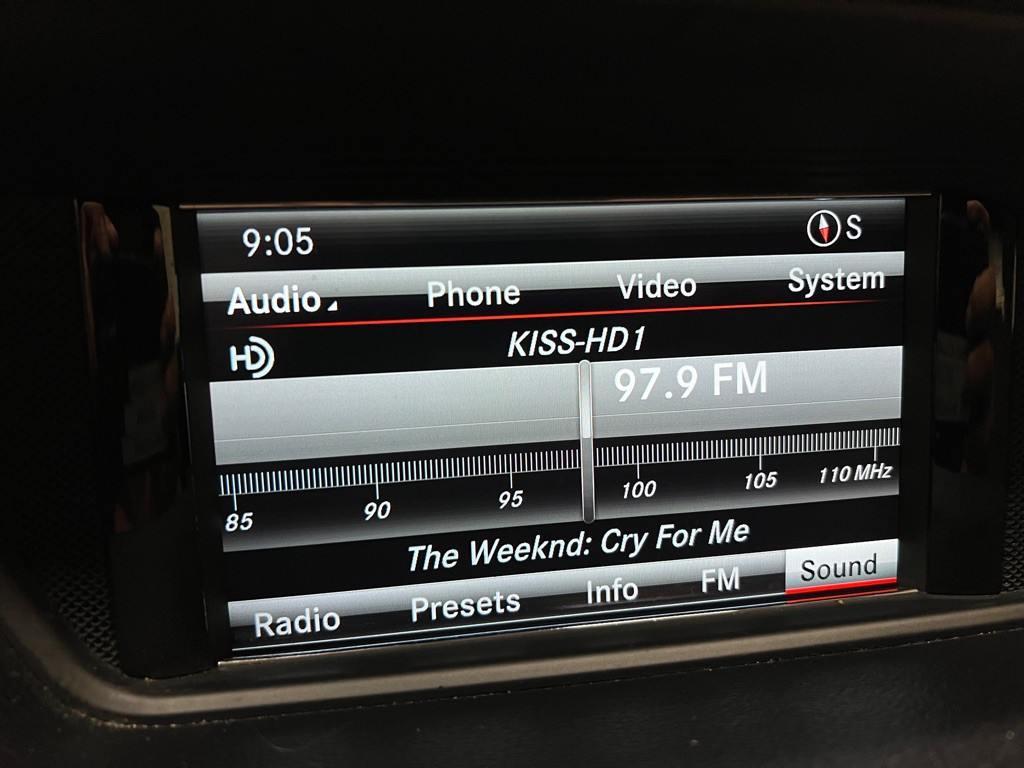 9:05 S
Audio Phone Video System
HD KISS-HD1
97.9 FM
85 90 95 100 105 110 MHz
The Weeknd: Cry For Me
Radio Presets Info FM Sound